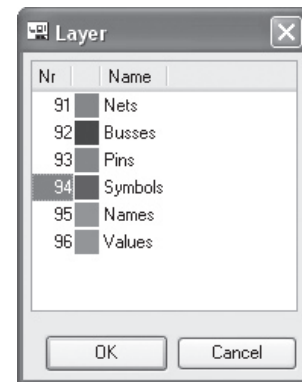 Layer
Nr Name
91 Nets
92 Busses
93 Pins
94 Symbols
95 Names
96 Values
OK Cancel